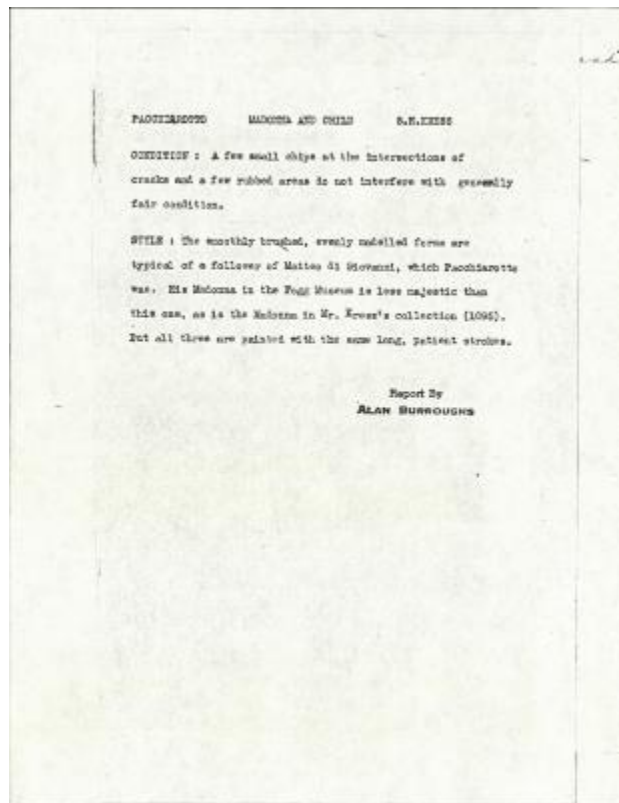 PACCHIAROTTO MADONNA AND CHILD S.H.KRESS
CONDITION : A few small chips at the intersections of
cracks and a few rubbed areas do not interfere with generally
fair condition.
STYLE : The smoothly brushed, evenly modelled forms are
typical of a follower of Matteo di Giovanni, which Pacchiarotto
was. His Madonna in the Fogg Museum is less majestic than
this one, as is the Madonna in Mr. Kress's collection (1095).
But all three are painted with the same long, patient strokes.
Report By
ALAN BURROUGHS